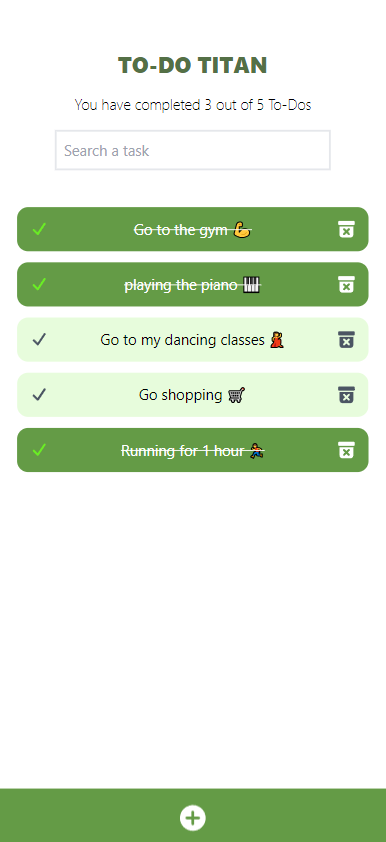 TO-DO TITAN
You have completed 3 out of 5 To-Dos
Search a task
Go to the gym 💪
playing the piano 🎹
Go to my dancing classes 💃
Go shopping 🛒
Running for 1 hour 🏃